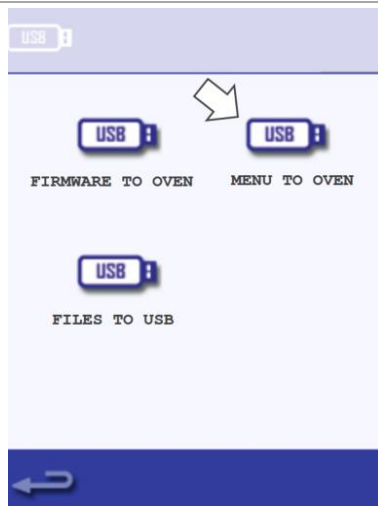 USB
USB USB
FIRMWARE TO OVEN MENU TO OVEN
USB
FILES TO USB